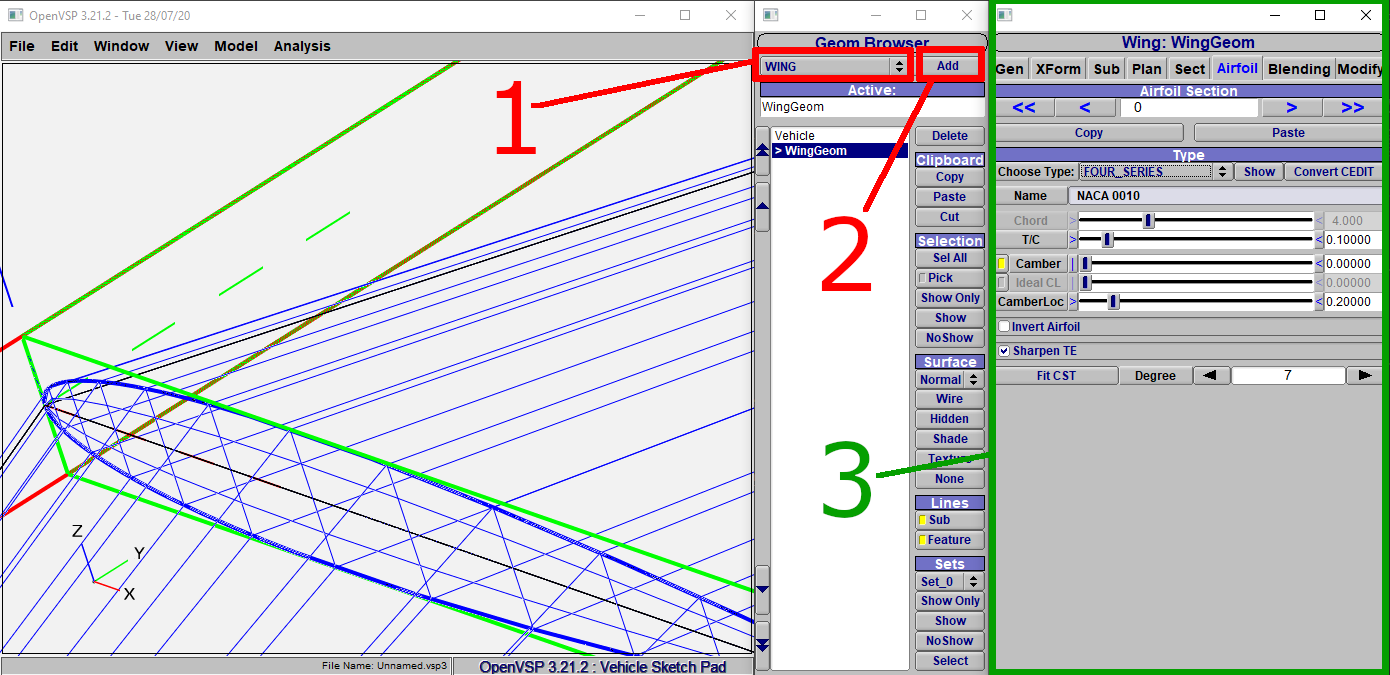 OpenVSP 3.21.2 - Tue 28/07/20
File Edit Window View Model Analysis
1
2
3
Z
Y
X
File Name: Unnamed.vsp3
OpenVSP 3.21.2 : Vehicle Sketch Pad
Geom Browser
WING Add
Active:
WingGeom
Vehicle
> WingGeom
Delete
Clipboard
Copy
Paste
Cut
Selection
Sel All
Pick
Show Only
Show
NoShow
Surface
Normal
Wire
Hidden
Shade
Texture
None
Lines
Sub
Feature
Sets
Set_0
Show Only
Show
NoShow
Select
Wing: WingGeom
Gen XForm Sub Plan Sect Airfoil Blending Modify
Airfoil Section
<< < 0 > >>
Copy Paste
Type
Choose Type: FOUR_SERIES Show Convert CEDIT
Name NACA 0010
Chord > < 4.000
T/C > < 0.10000
Camber | < 0.00000
Ideal CL | < 0.00000
CamberLoc > < 0.20000
Invert Airfoil
Sharpen TE
Fit CST Degree 7